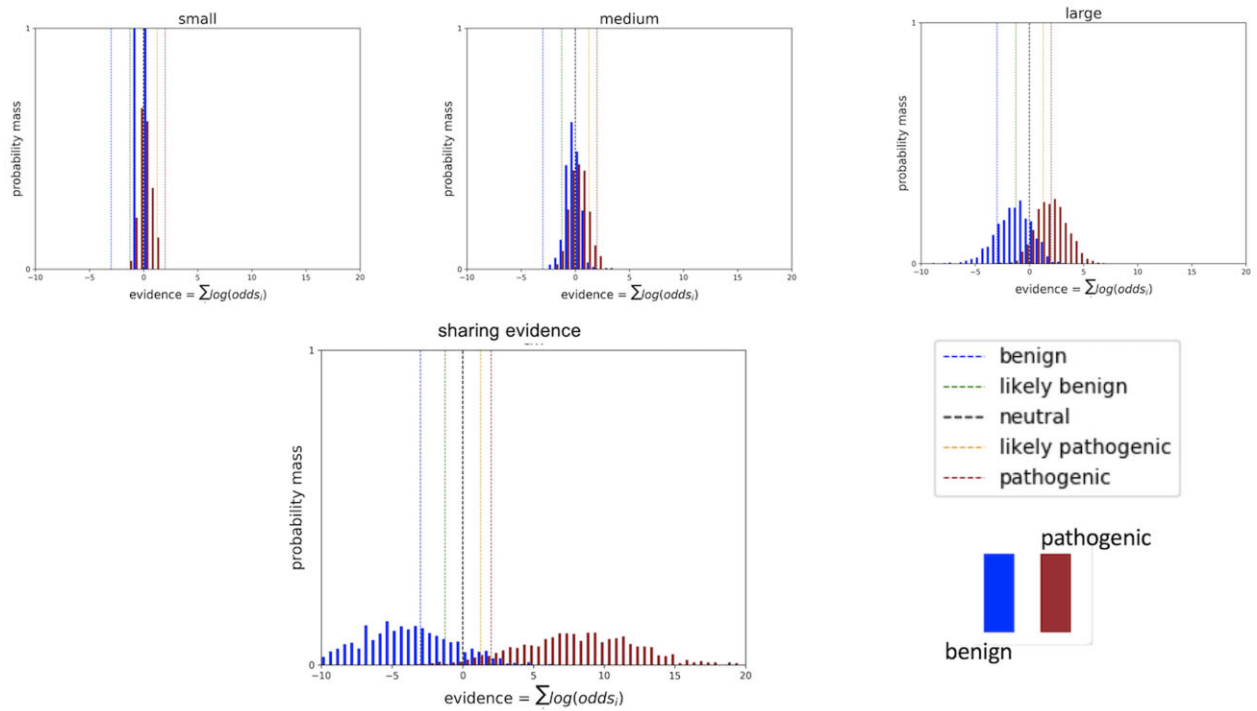 small
medium
large
1
probability mass
0
-10
-5
0
5
10
15
20
evidence = ∑log(odds_i)
1
probability mass
0
-10
-5
0
5
10
15
20
evidence = ∑log(odds_i)
1
probability mass
0
-10
-5
0
5
10
15
20
evidence = ∑log(odds_i)
sharing evidence
1
probability mass
0
-10
-5
0
5
10
15
20
evidence = ∑log(odds_i)
benign
likely benign
neutral
likely pathogenic
pathogenic
pathogenic
benign